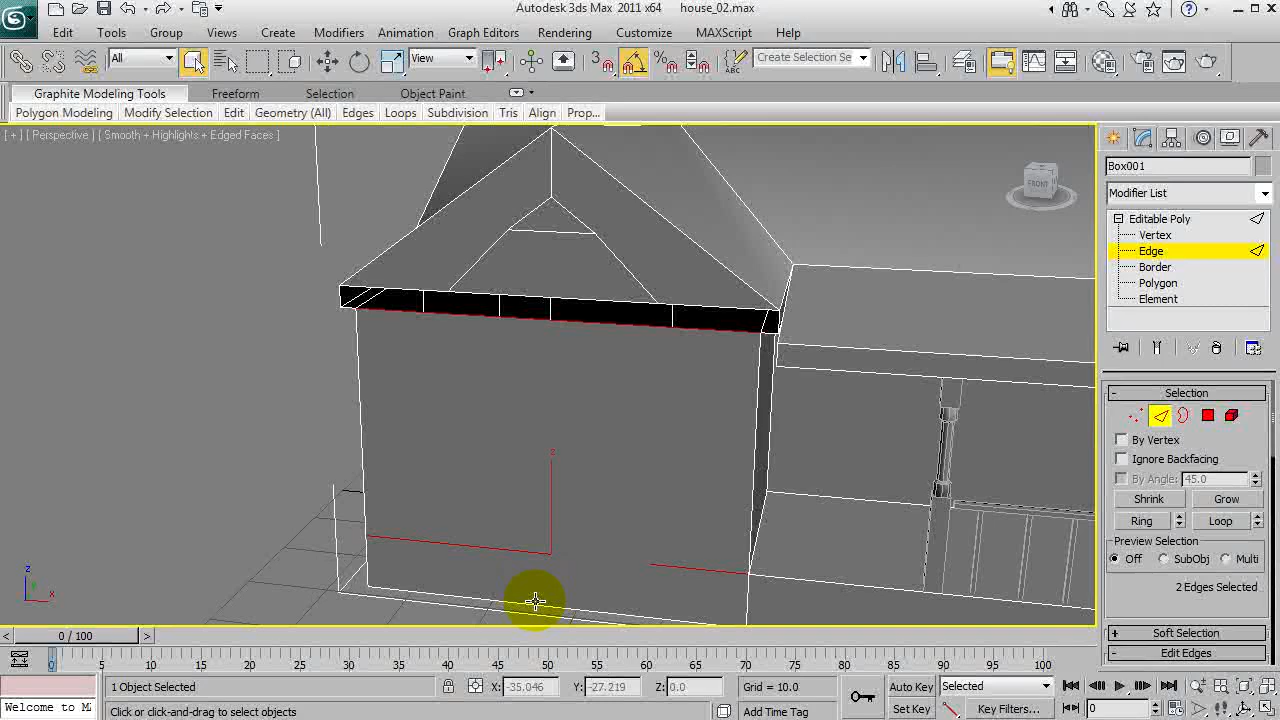 Autodesk 3ds Max 2011 x64 house_02.max
Edit Tools Group Views Create Modifiers Animation Graph Editors Rendering Customize MAXScript Help
All View 3 Create Selection Se
Graphite Modeling Tools Freeform Selection Object Paint
Polygon Modeling Modify Selection Edit Geometry (All) Edges Loops Subdivision Tris Align Prop...
[ + ] [ Perspective ] [ Smooth + Highlights + Edged Faces ]
FRONT
Box001
Modifier List
Editable Poly
Vertex
Edge
Border
Polygon
Element
Selection
By Vertex
Ignore Backfacing
By Angle: 45.0
Shrink Grow
Ring Loop
Preview Selection
Off SubObj Multi
2 Edges Selected
Soft Selection
Edit Edges
z
z
x
0 / 100
0 5 10 15 20 25 30 35 40 45 50 55 60 65 70 75 80 85 90 95 100
1 Object Selected X: -35.046 Y: -27.219 Z: 0.0 Grid = 10.0 Auto Key Selected
Welcome to Ma Click or click-and-drag to select objects Add Time Tag Set Key Key Filters... 0